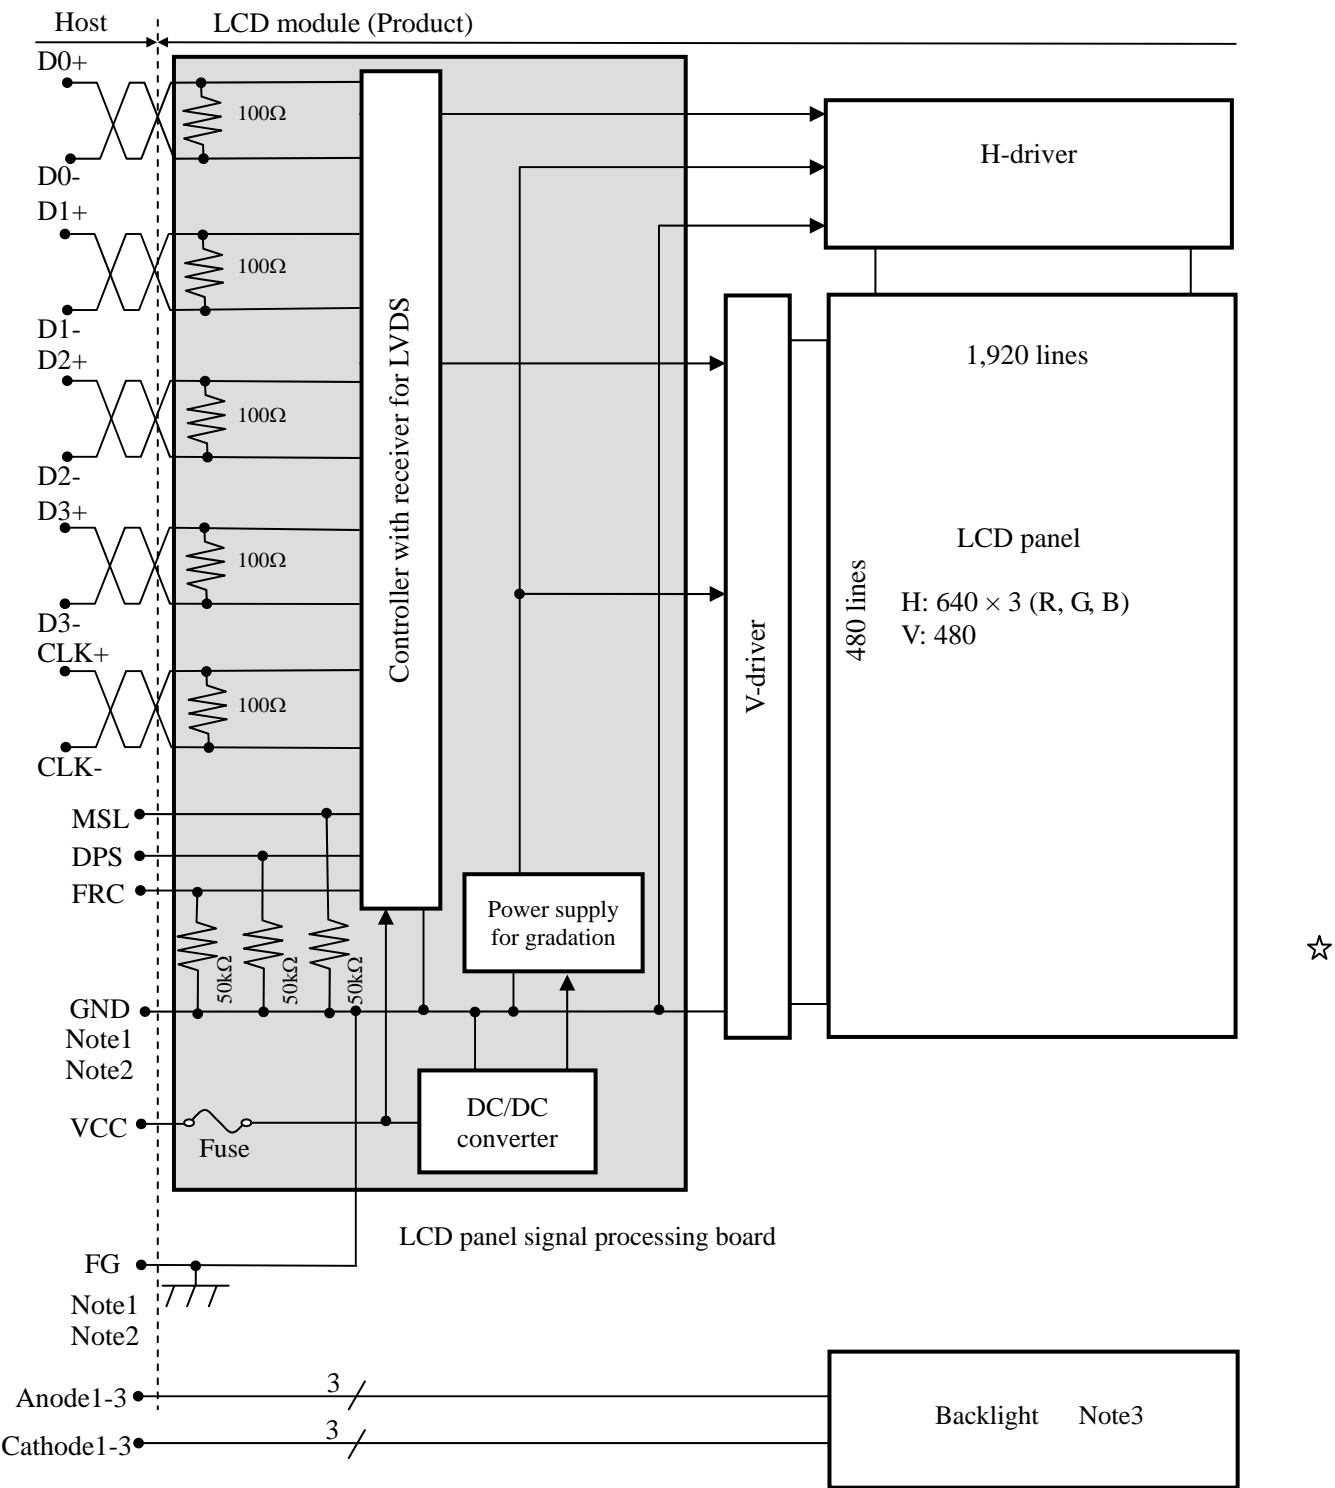 Host
LCD module (Product)
D0+
100Ω
D0-
D1+
100Ω
D1-
D2+
100Ω
D2-
D3+
100Ω
D3-
CLK+
100Ω
CLK-
MSL
DPS
FRC
50kΩ
50kΩ
50kΩ
GND
Note1
Note2
VCC
Fuse
FG
Note1
Note2
Anode1-3
3
Cathode1-3
3
Controller with receiver for LVDS
Power supply
for gradation
DC/DC
converter
LCD panel signal processing board
H-driver
V-driver
1,920 lines
480 lines
LCD panel
H: 640 × 3 (R, G, B)
V: 480
☆
Backlight Note3